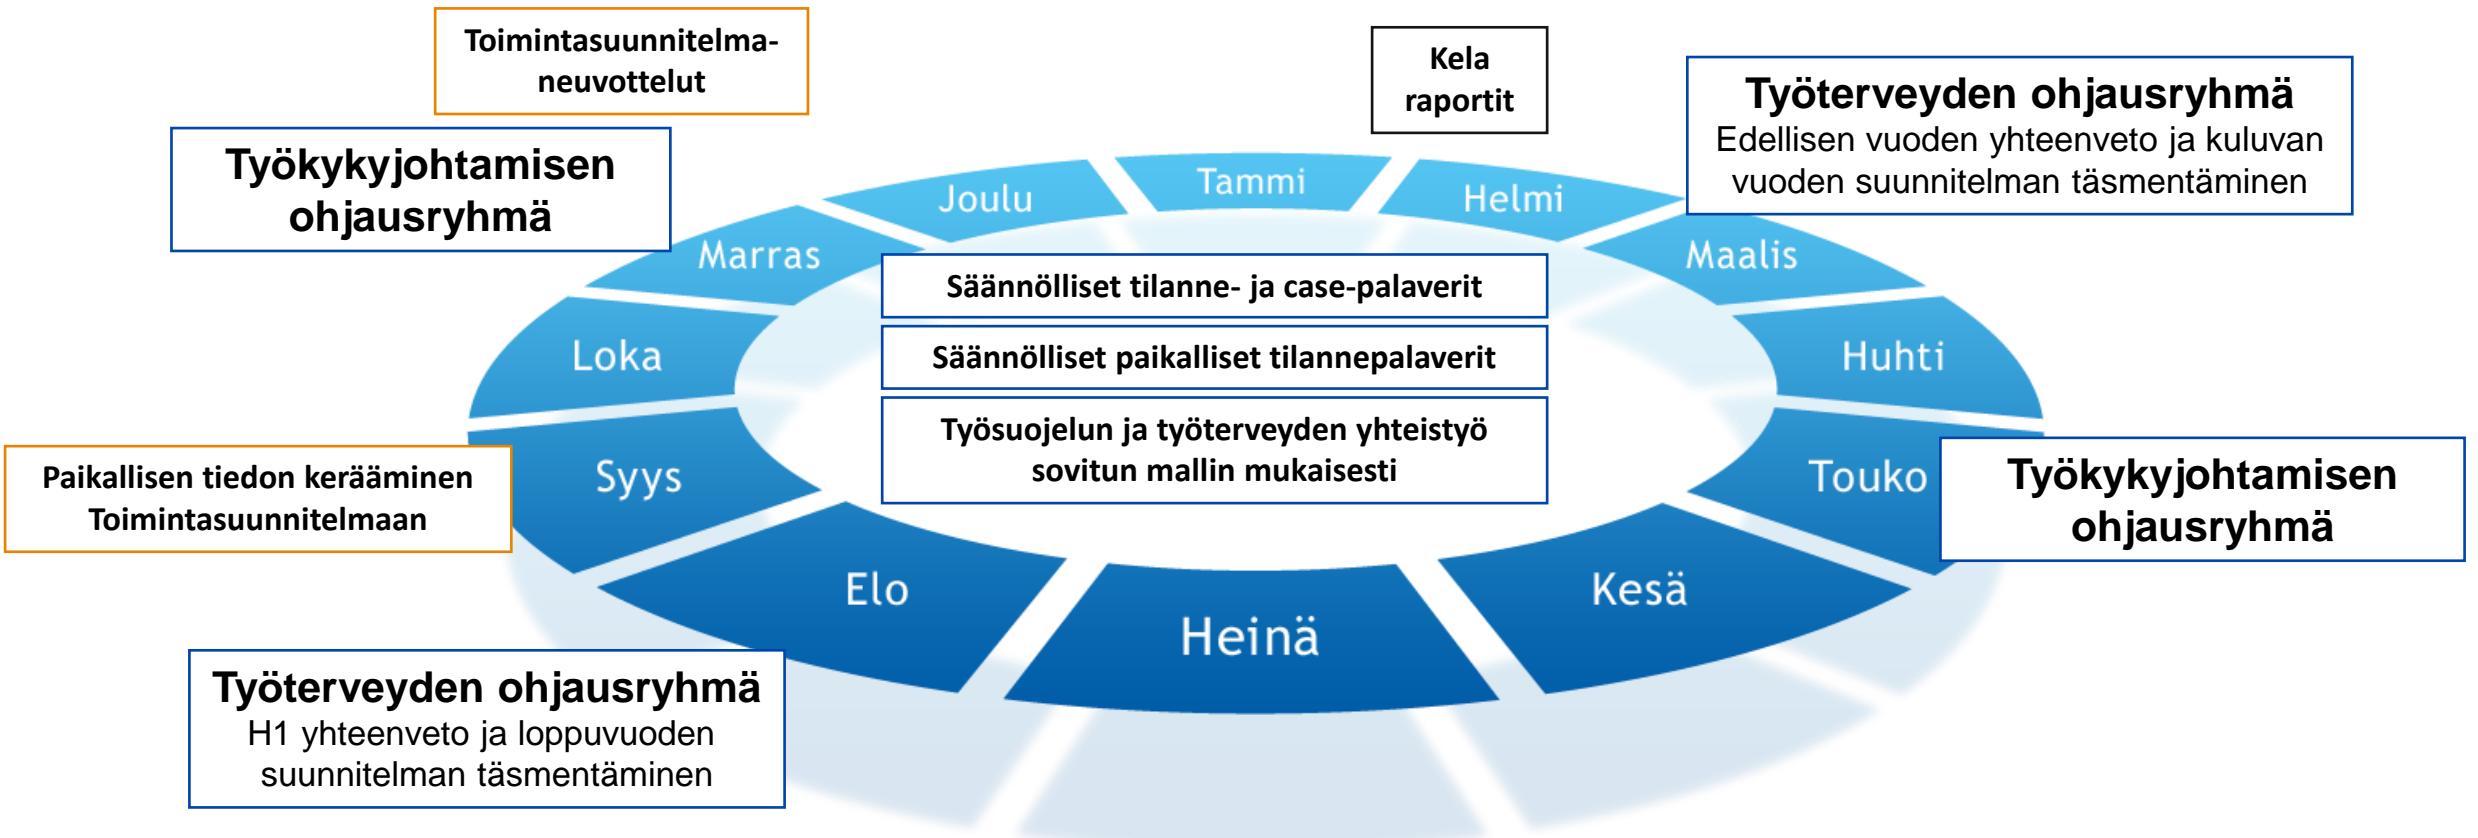 Toimintasuunnitelma-
neuvottelut
Kela
raportit
Työterveyden ohjausryhmä
Edellisen vuoden yhteenveto ja kuluvan
vuoden suunnitelman täsmentäminen
Työkykyjohtamisen
ohjausryhmä
Tammi
Joulu
Helmi
Marras
Maalis
Säännölliset tilanne- ja case-palaverit
Loka
Säännölliset paikalliset tilannepalaverit
Huhti
Työsuojelun ja työterveyden yhteistyö
sovitun mallin mukaisesti
Paikallisen tiedon kerääminen
Toimintasuunnitelmaan
Syys
Touko
Työkykyjohtamisen
ohjausryhmä
Elo
Heinä
Kesä
Työterveyden ohjausryhmä
H1 yhteenveto ja loppuvuoden
suunnitelman täsmentäminen